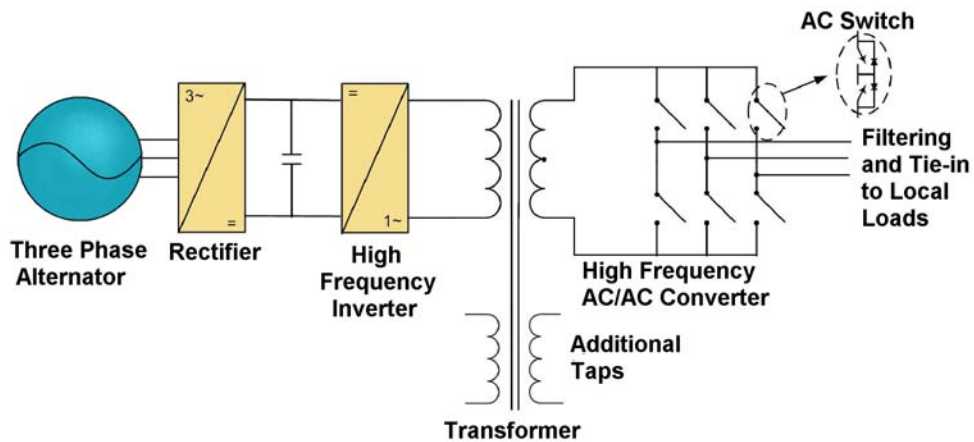 AC Switch
3~
=
=
1~
Filtering
and Tie-in
to Local
Loads
Three Phase
Alternator
Rectifier
High
Frequency
Inverter
High Frequency
AC/AC Converter
Additional
Taps
Transformer